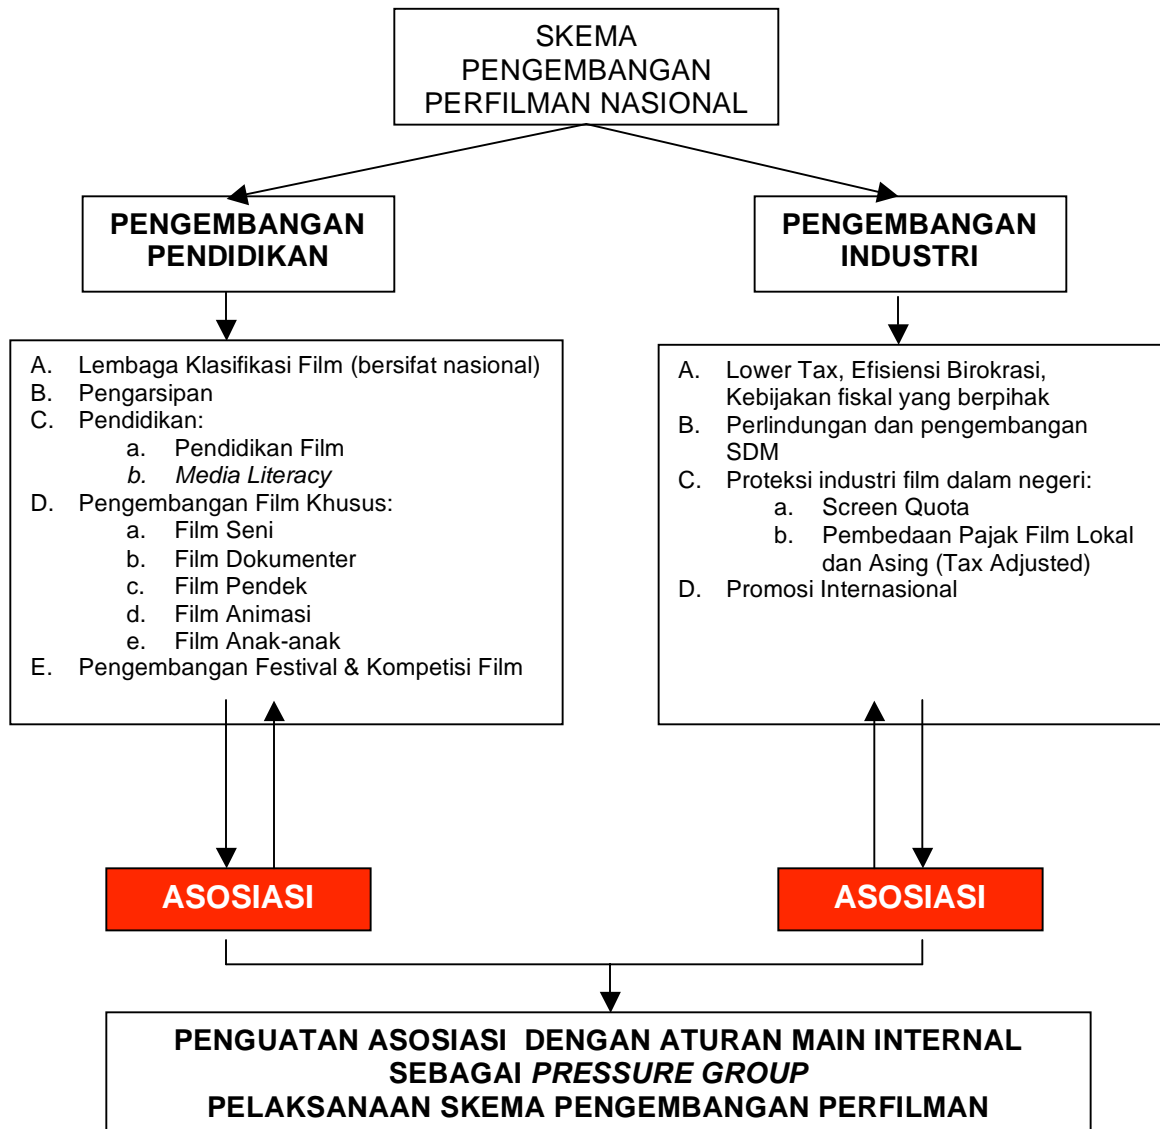 SKEMA
PENGEMBANGAN
PERFILMAN NASIONAL
PENGEMBANGAN
PENDIDIKAN
PENGEMBANGAN
INDUSTRI
A. Lembaga Klasifikasi Film (bersifat nasional)
B. Pengarsipan
C. Pendidikan:
a. Pendidikan Film
b. Media Literacy
D. Pengembangan Film Khusus:
a. Film Seni
b. Film Dokumenter
c. Film Pendek
d. Film Animasi
e. Film Anak-anak
E. Pengembangan Festival & Kompetisi Film
A. Lower Tax, Efisiensi Birokrasi,
Kebijakan fiskal yang berpihak
B. Perlindungan dan pengembangan
SDM
C. Proteksi industri film dalam negeri:
a. Screen Quota
b. Pembedaan Pajak Film Lokal
dan Asing (Tax Adjusted)
D. Promosi Internasional
ASOSIASI
ASOSIASI
PENGUATAN ASOSIASI DENGAN ATURAN MAIN INTERNAL
SEBAGAI PRESSURE GROUP
PELAKSANAAN SKEMA PENGEMBANGAN PERFILMAN